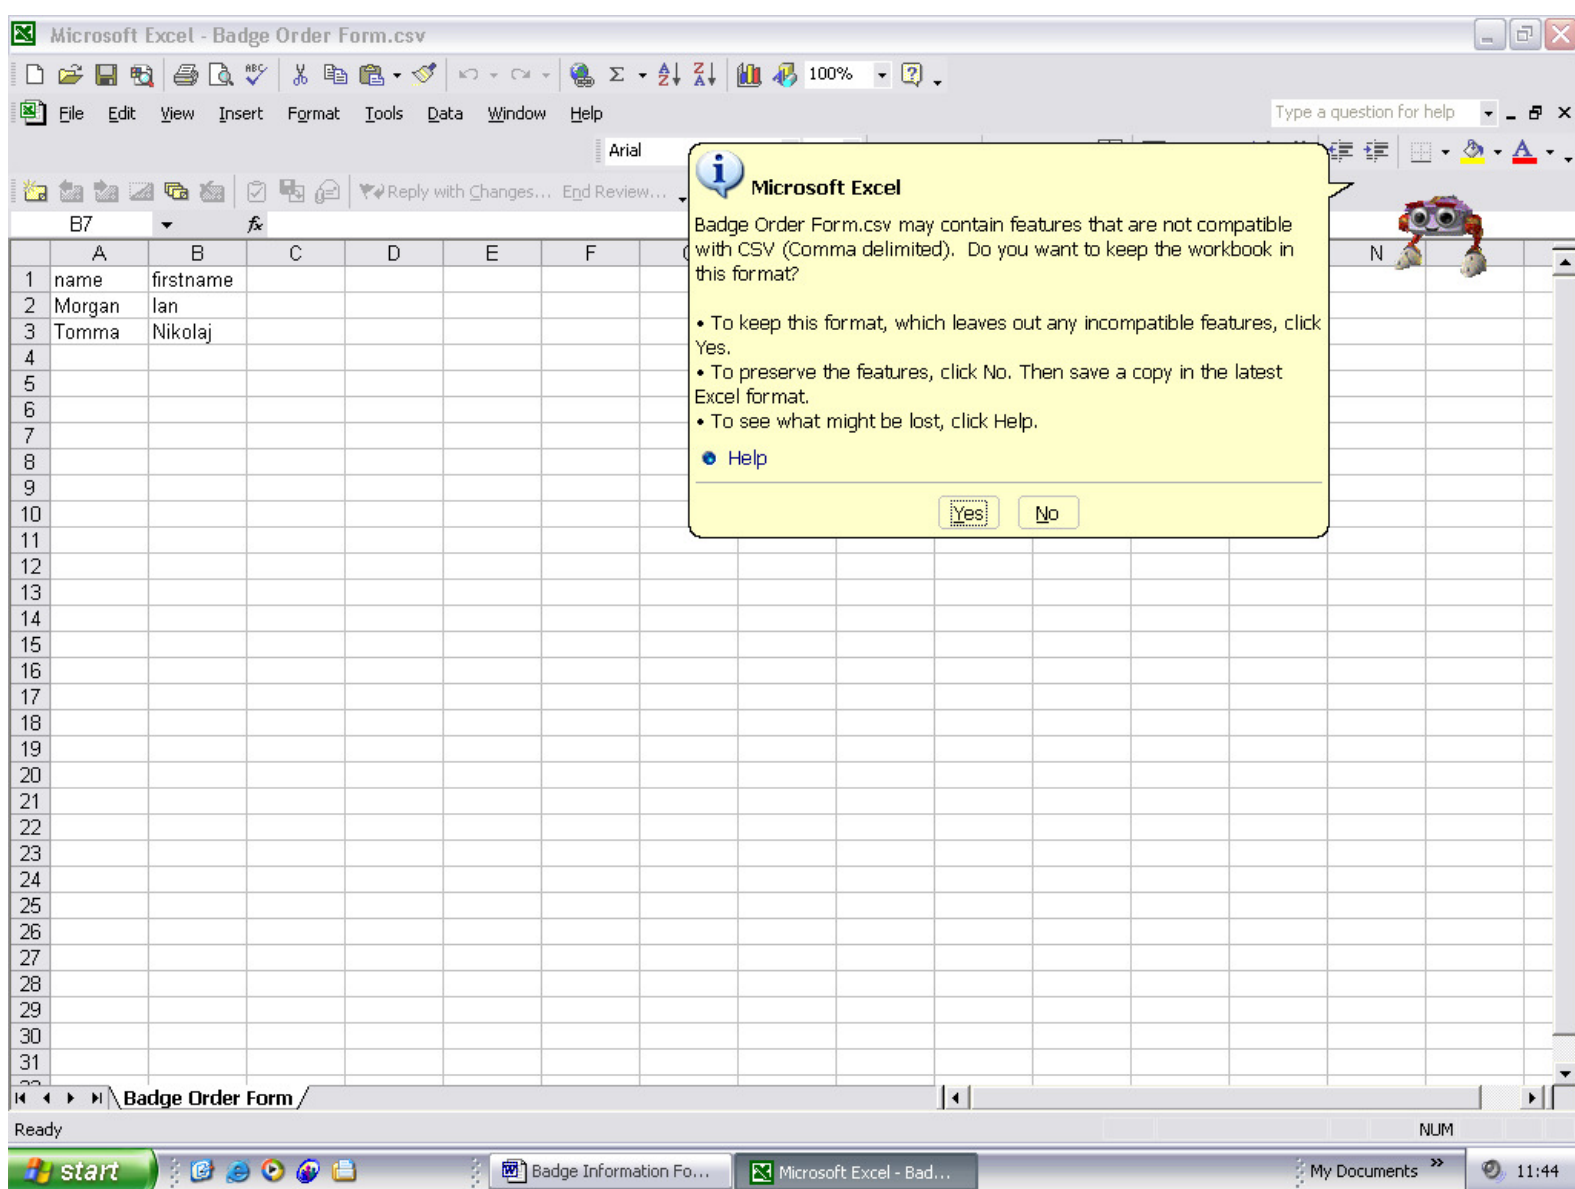 Microsoft Excel - Badge Order Form.csv
ABC Σ A Z Z A 100% ?
File Edit View Insert Format Tools Data Window Help Type a question for help
Arial A
Reply with Changes... End Review...
B7 fx
A B C D E F N
1 name firstname
2 Morgan Ian
3 Tomma Nikolaj
4
5
6
7
8
9
10
11
12
13
14
15
16
17
18
19
20
21
22
23
24
25
26
27
28
29
30
31
Microsoft Excel
Badge Order Form.csv may contain features that are not compatible
with CSV (Comma delimited). Do you want to keep the workbook in
this format?
• To keep this format, which leaves out any incompatible features, click
Yes.
• To preserve the features, click No. Then save a copy in the latest
Excel format.
• To see what might be lost, click Help.
Help
Yes No
Badge Order Form
Ready NUM
start Badge Information Fo... Microsoft Excel - Bad... My Documents » 11:44